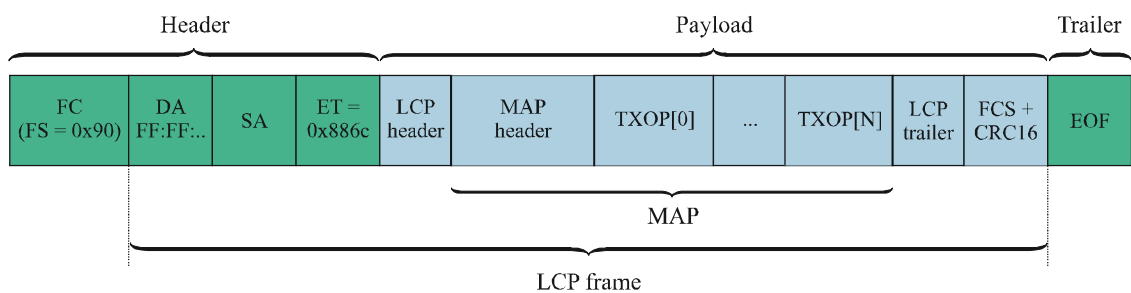 Header
Payload
Trailer
FC
(FS = 0x90)
DA
FF:FF:..
SA
ET =
0x886c
LCP
header
MAP
header
TXOP[0]
...
TXOP[N]
LCP
trailer
FCS +
CRC16
EOF
MAP
LCP frame